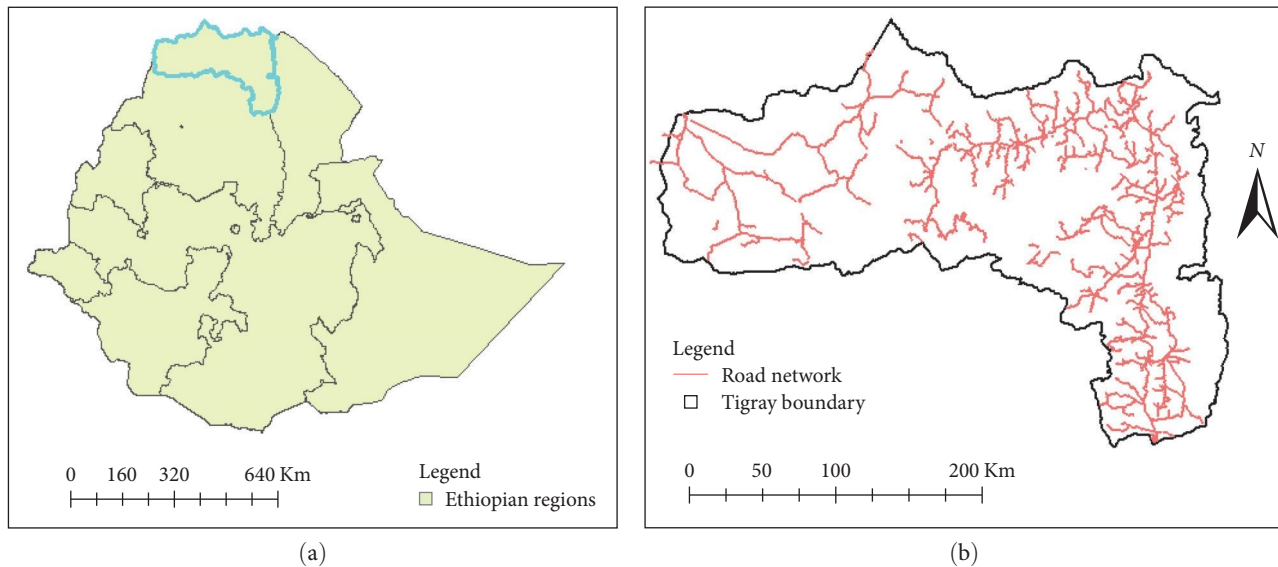 0 160 320 640 Km
Legend
Ethiopian regions
(a)
N
Legend
Road network
Tigray boundary
0 50 100 200 Km
(b)